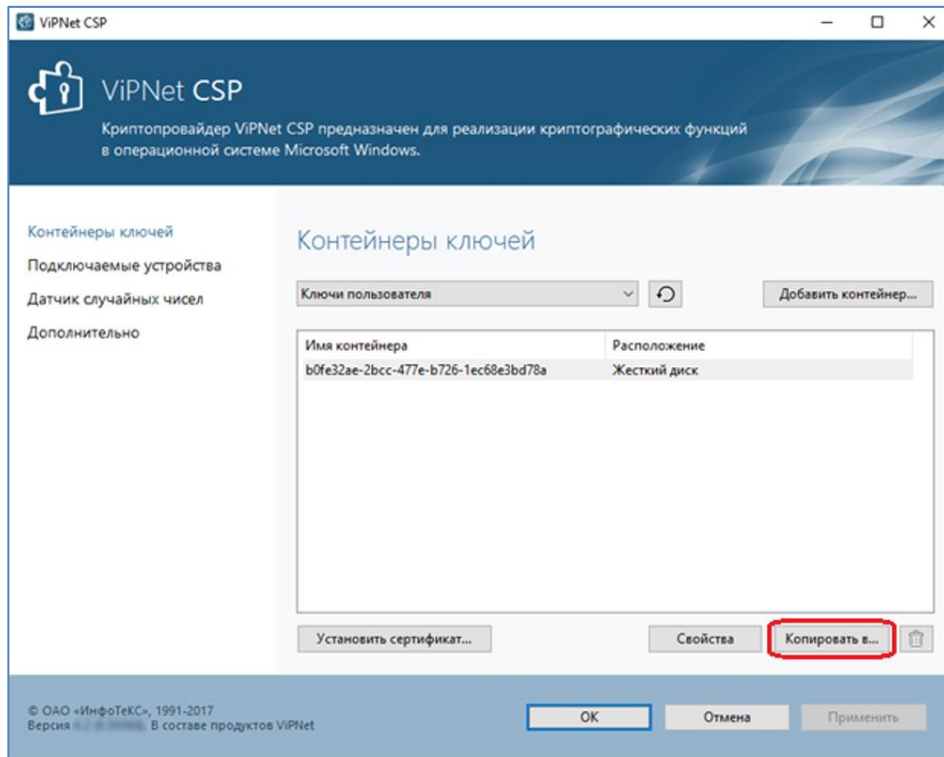 ViPNet CSP
ViPNet CSP
Криптопровайдер ViPNet CSP предназначен для реализации криптографических функций
в операционной системе Microsoft Windows.
Контейнеры ключей
Подключаемые устройства
Датчик случайных чисел
Дополнительно
Контейнеры ключей
Ключи пользователя
Добавить контейнер...
Имя контейнера Расположение
b0fe32ae-2bcc-477e-b726-1ec68e3bd78a Жесткий диск
Установить сертификат...
Свойства
Копировать в...
© ОАО «ИнфоТеКС», 1991-2017
Версия В составе продуктов ViPNet
OK
Отмена
Применить